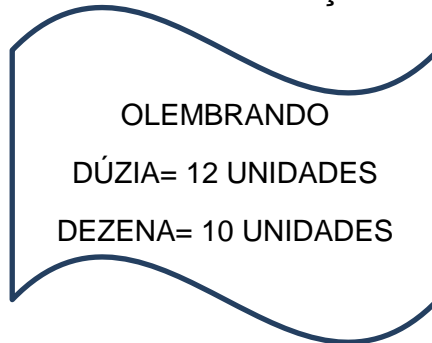 OLEMBRANDO
DÚZIA= 12 UNIDADES
DEZENA= 10 UNIDADES